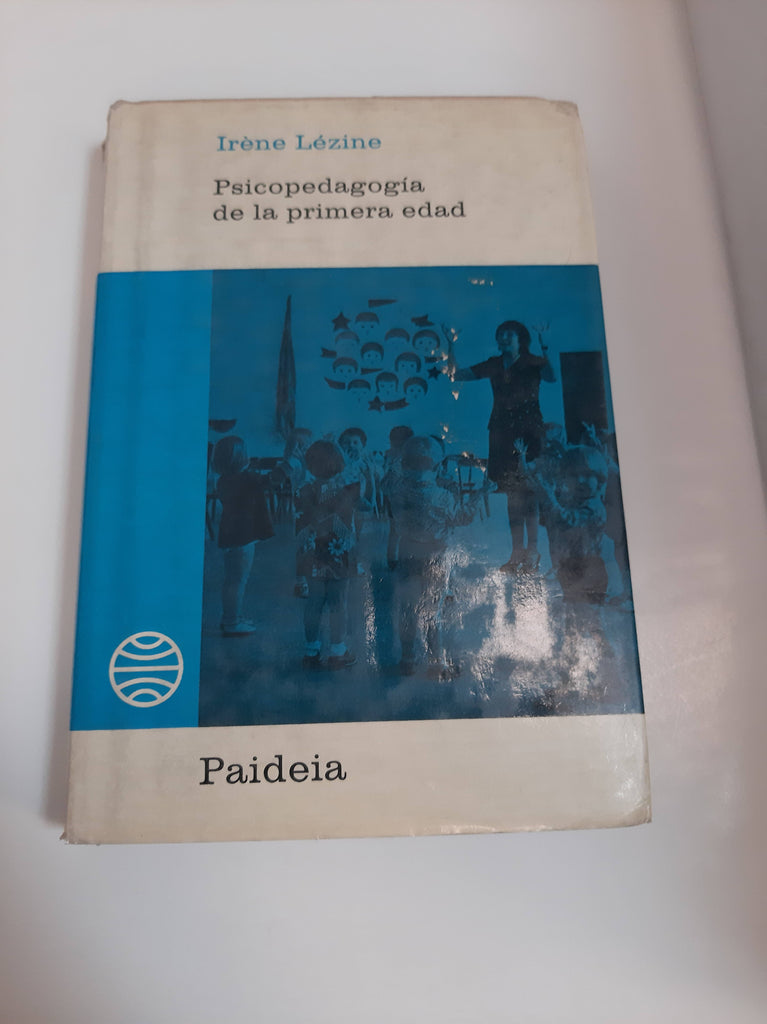 Irène Lézine
Psicopedagogía
de la primera edad
Paideia